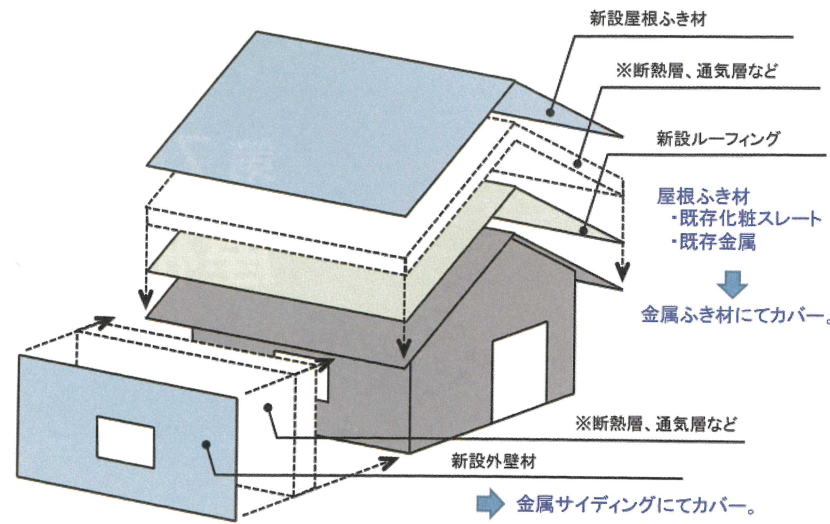 新設屋根ふき材
※断熱層、通気層など
新設ルーフィング
屋根ふき材
・既存化粧スレート
・既存金属
金属ふき材にてカバー。
※断熱層、通気層など
新設外壁材
金属サイディングにてカバー。